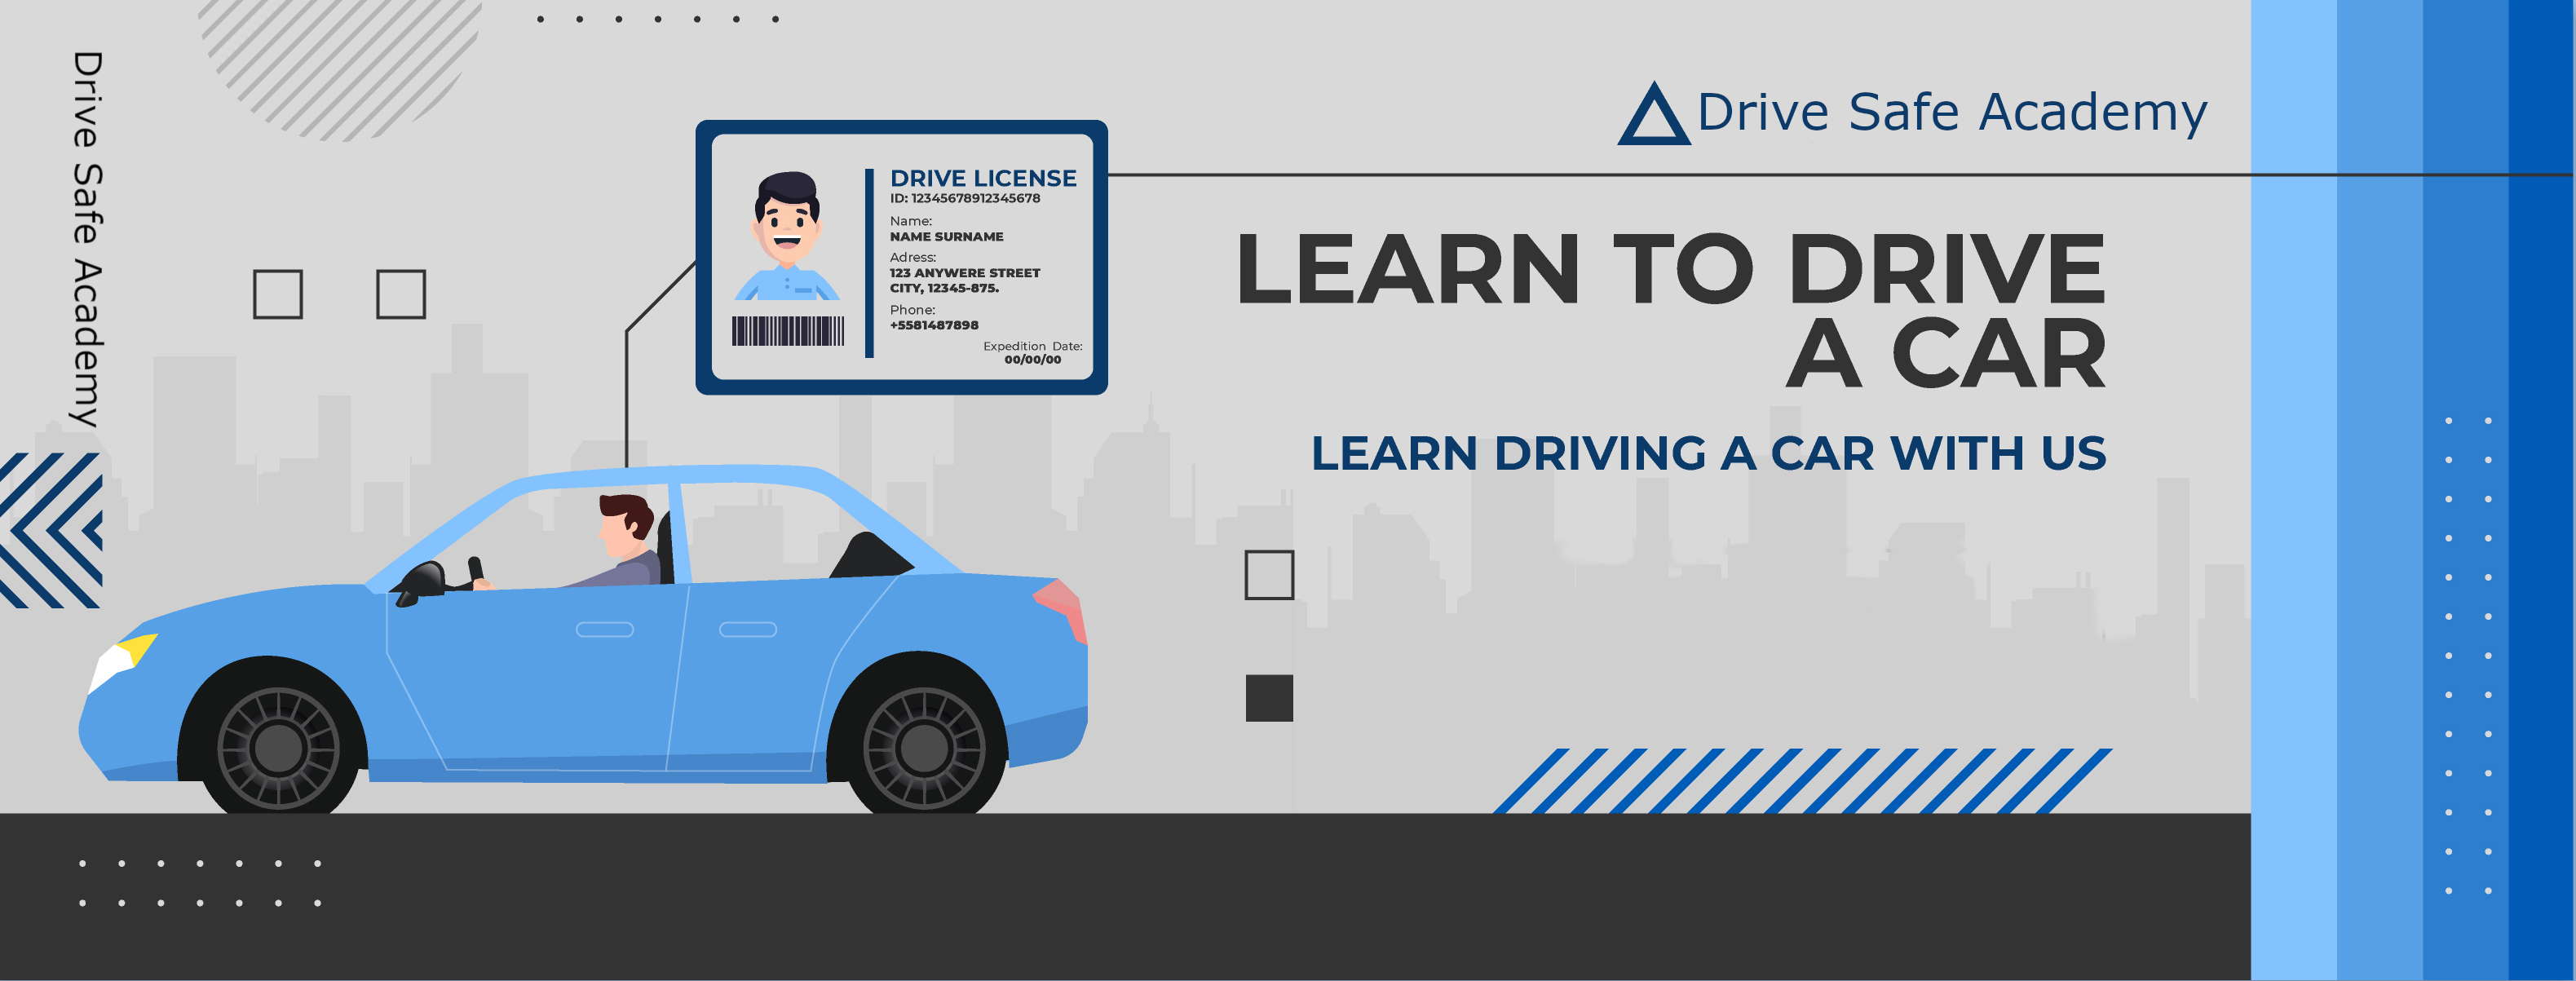 Drive Safe Academy
Drive Safe Academy
DRIVE LICENSE
ID: 12345678912345678
Name:
NAME SURNAME
Adress:
123 ANYWERE STREET
CITY, 12345-875.
Phone:
+5581487898
Expedition Date:
00/00/00
LEARN TO DRIVE
A CAR
LEARN DRIVING A CAR WITH US